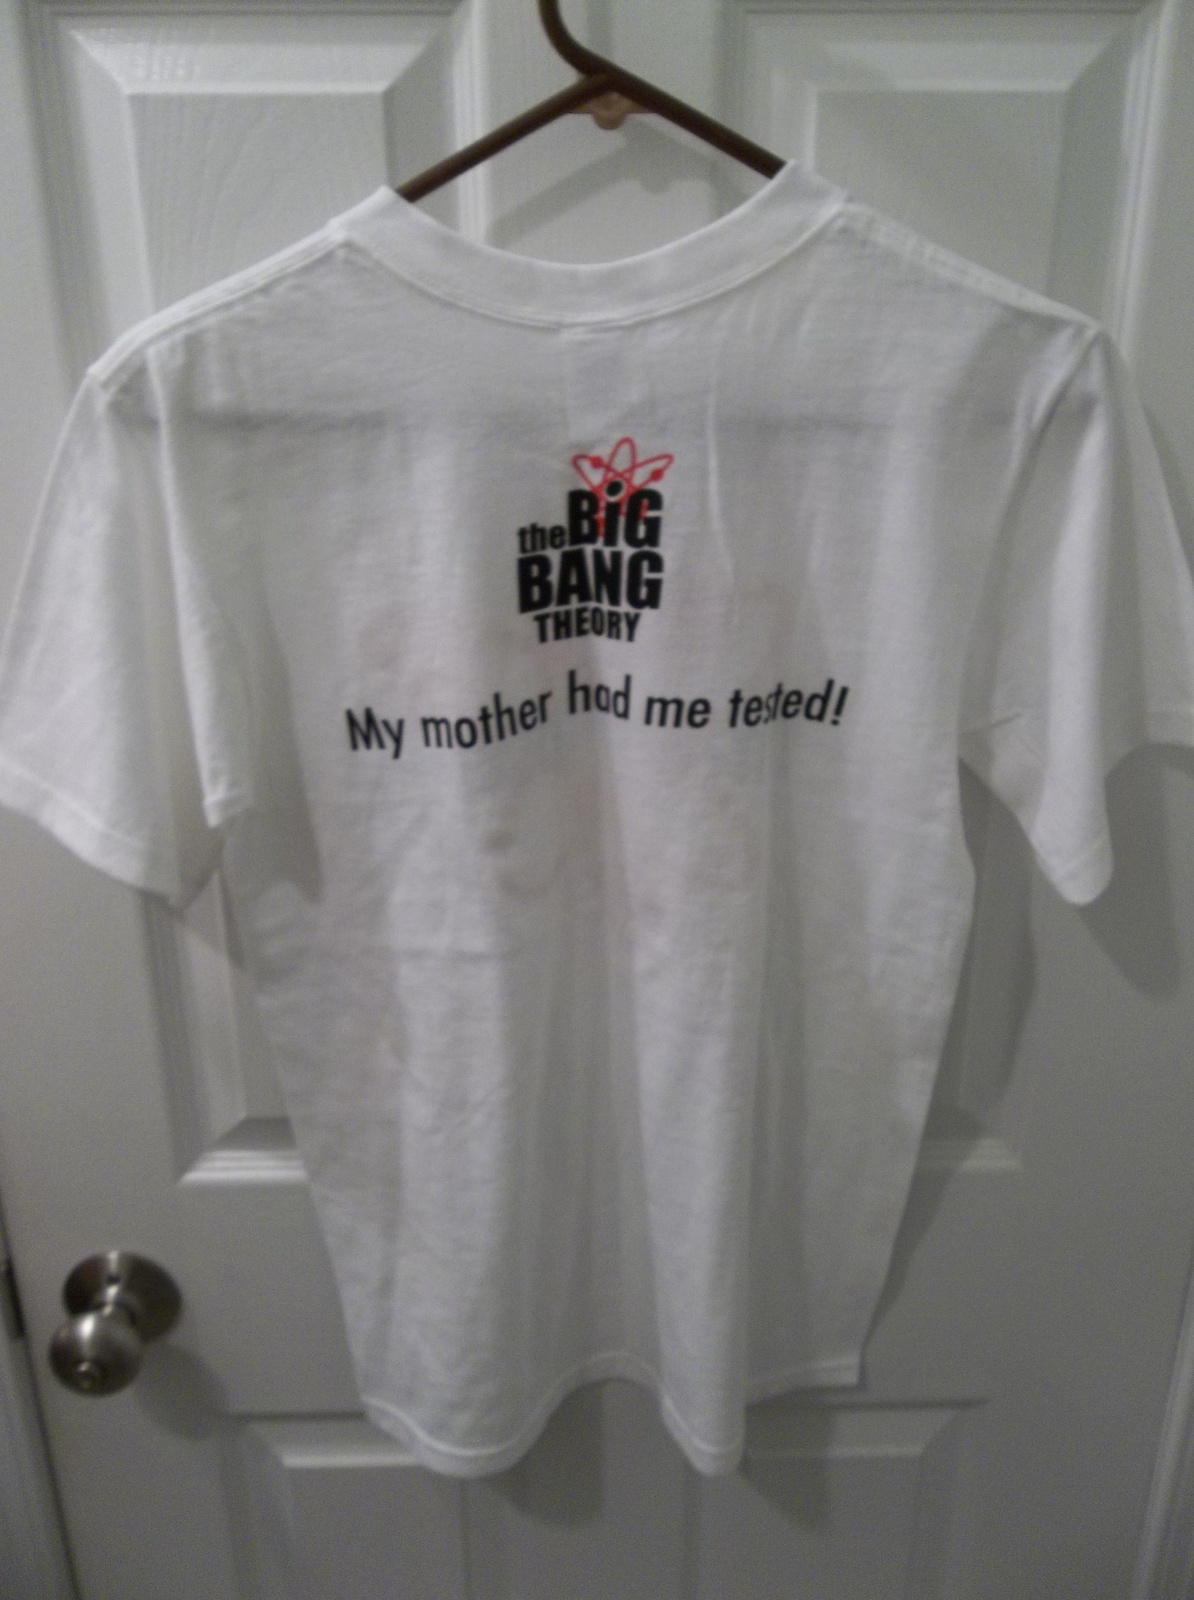 the BiG
BANG
THEORY
My mother had me tested!